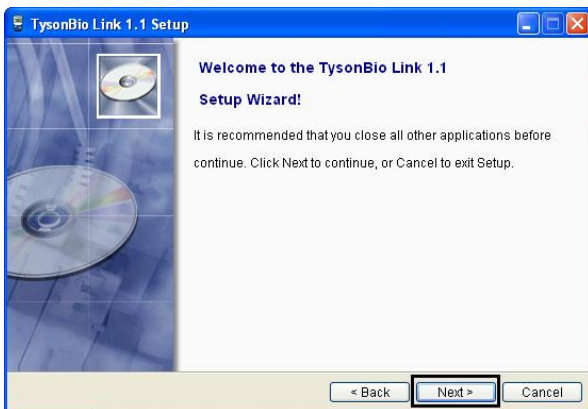 TysonBio Link 1.1 Setup
Welcome to the TysonBio Link 1.1
Setup Wizard!
It is recommended that you close all other applications before
continue. Click Next to continue, or Cancel to exit Setup.
< Back Next > Cancel